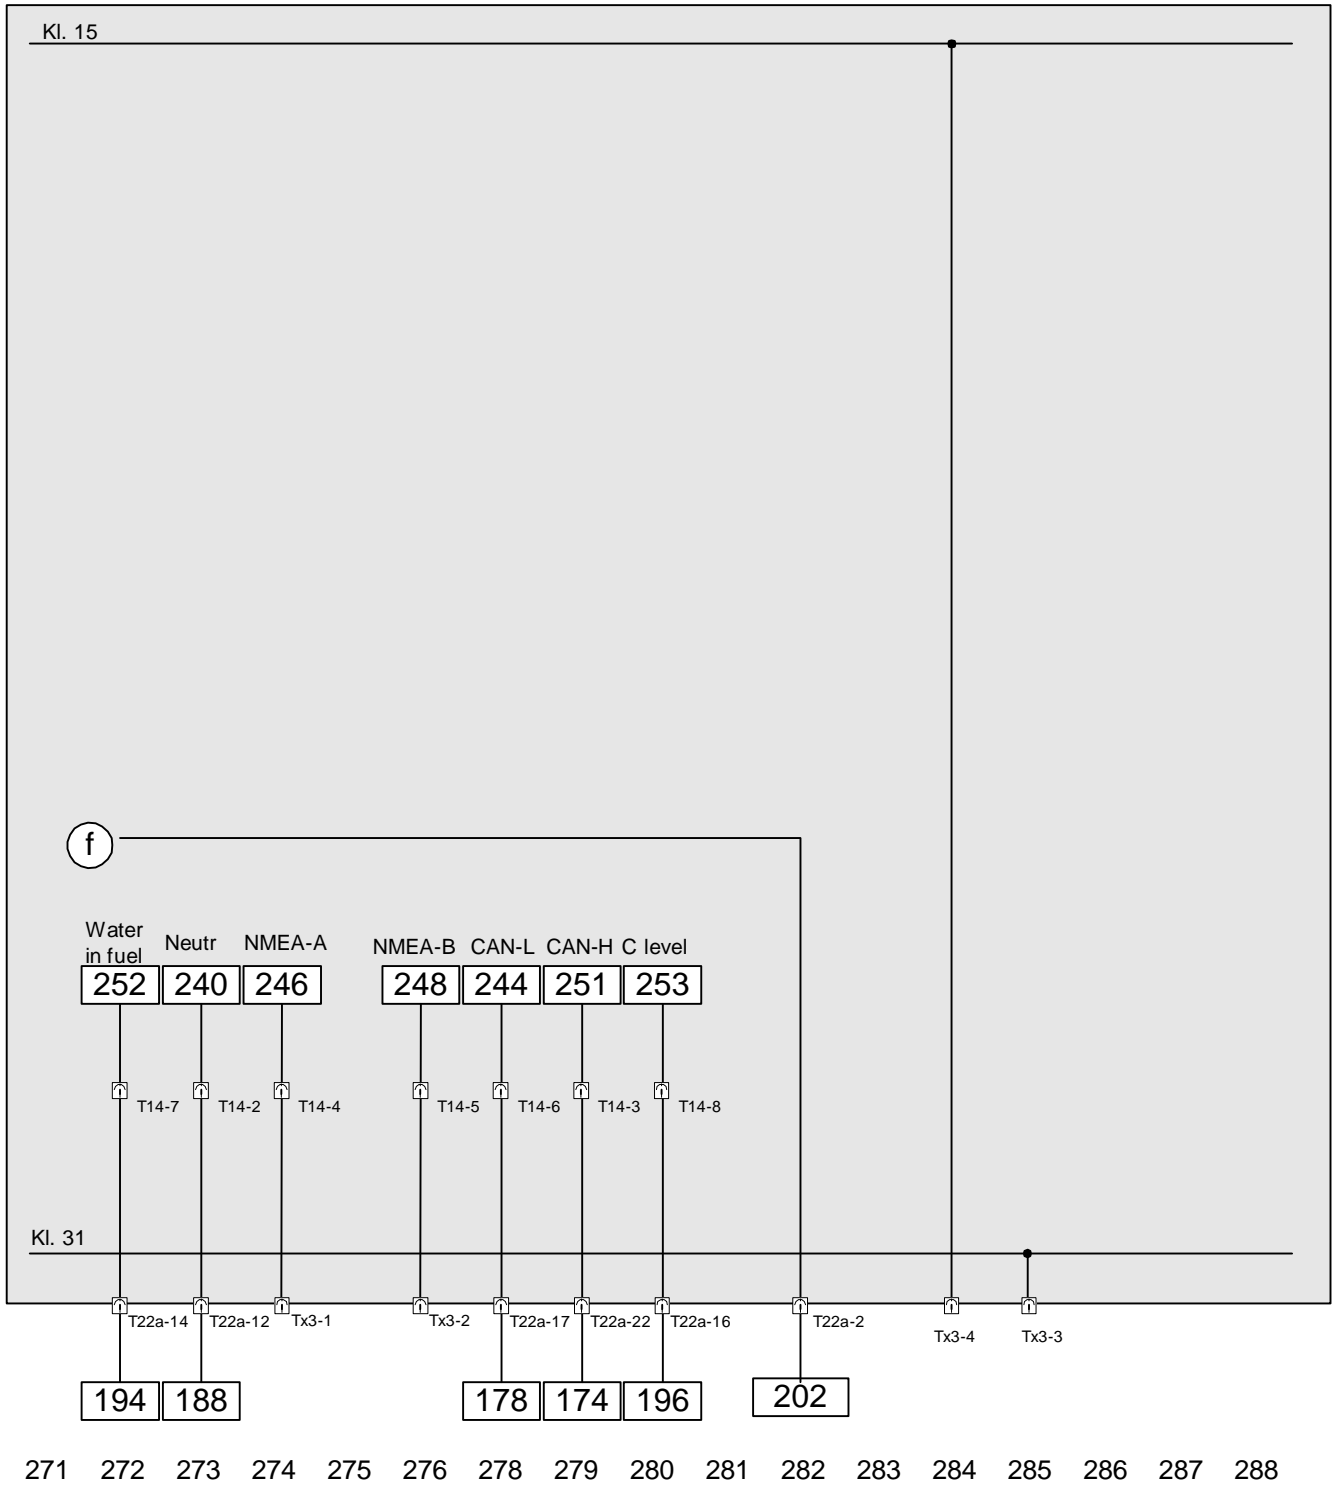 Kl. 15
f
Water
in fuel
Neutr NMEA-A NMEA-B CAN-L CAN-H C level
252 240 246 248 244 251 253
T14-7 T14-2 T14-4 T14-5 T14-6 T14-3 T14-8
Kl. 31
T22a-14 T22a-12 Tx3-1 Tx3-2 T22a-17 T22a-22 T22a-16 T22a-2 Tx3-4 Tx3-3
194 188 178 174 196 202
271 272 273 274 275 276 278 279 280 281 282 283 284 285 286 287 288